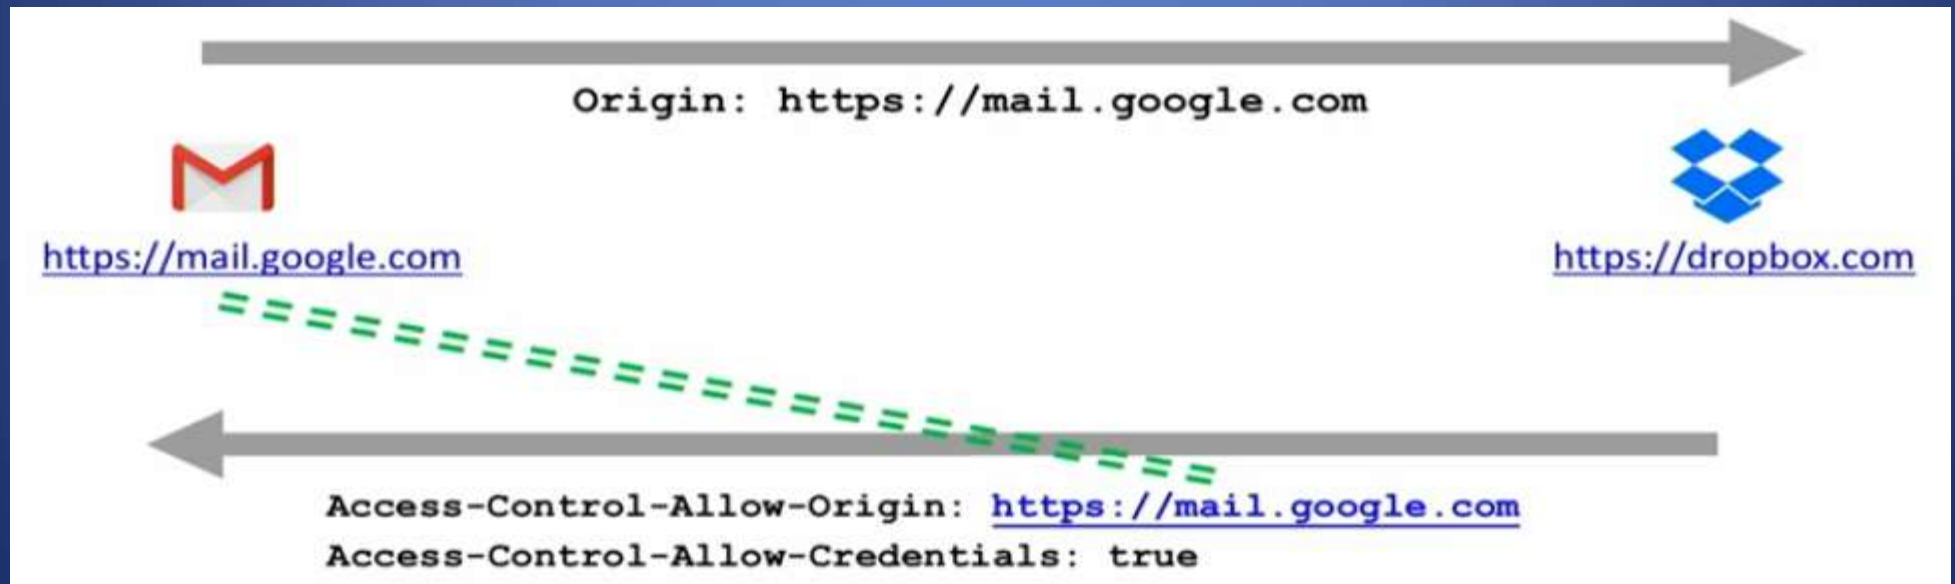 Origin: https://mail.google.com
https://mail.google.com
https://dropbox.com
Access-Control-Allow-Origin: https://mail.google.com
Access-Control-Allow-Credentials: true